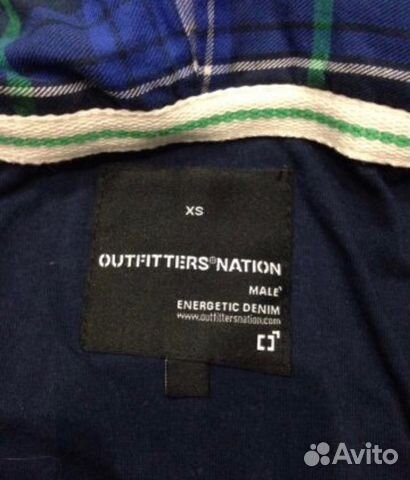 XS
OUTFITTERS®NATION
MALE
ENERGETIC DENIM
www.outfittersnation.com
Avito